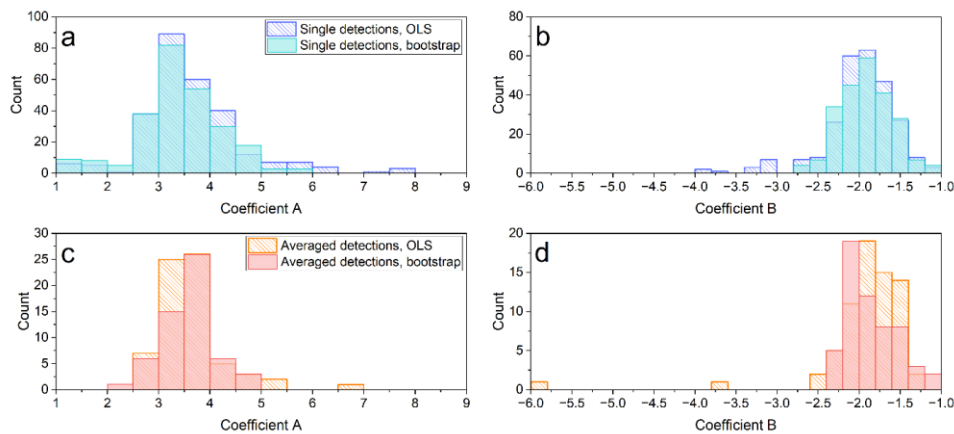 a
Single detections, OLS
Single detections, bootstrap
100
80
60
40
20
0
Count
1 2 3 4 5 6 7 8 9
Coefficient A
b
80
60
40
20
0
Count
−6.0 −5.5 −5.0 −4.5 −4.0 −3.5 −3.0 −2.5 −2.0 −1.5 −1.0
Coefficient B
c
Averaged detections, OLS
Averaged detections, bootstrap
30
25
20
15
10
5
0
Count
1 2 3 4 5 6 7 8 9
Coefficient A
d
20
15
10
5
0
Count
−6.0 −5.5 −5.0 −4.5 −4.0 −3.5 −3.0 −2.5 −2.0 −1.5 −1.0
Coefficient B